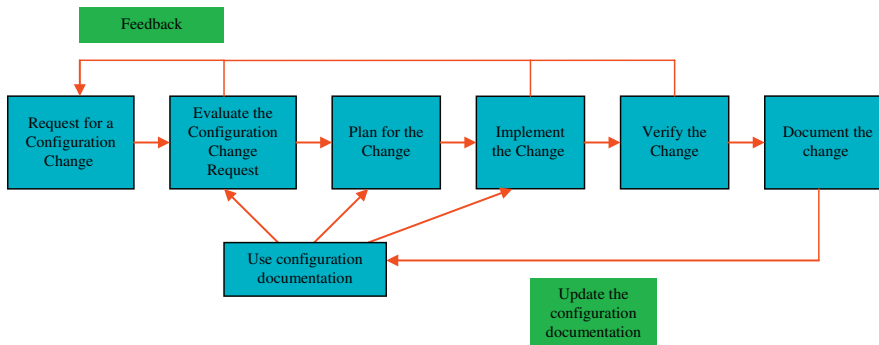 Feedback
Request for a
Configuration
Change
Evaluate the
Configuration
Change
Request
Plan for the
Change
Implement
the Change
Verify the
Change
Document the
change
Use configuration
documentation
Update the
configuration
documentation